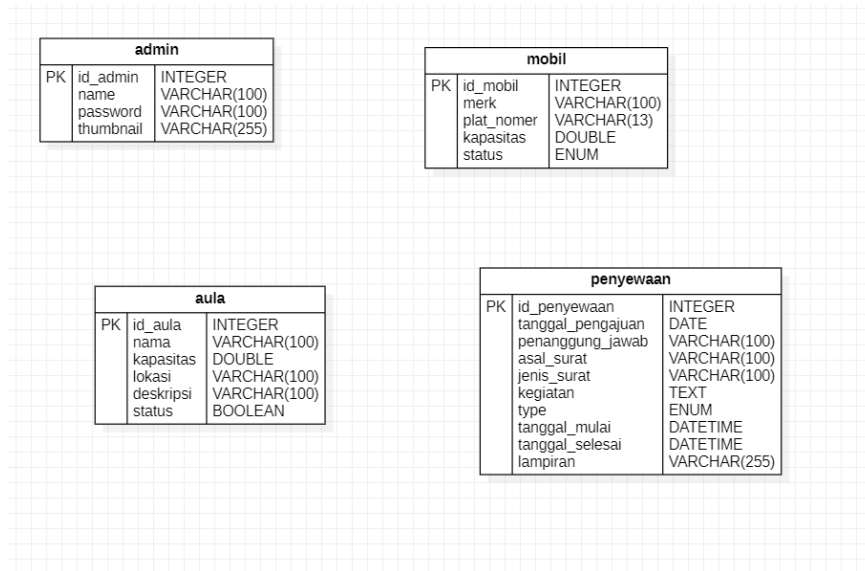 admin
PK id_admin INTEGER
name VARCHAR(100)
password VARCHAR(100)
thumbnail VARCHAR(255)
mobil
PK id_mobil INTEGER
merk VARCHAR(100)
plat_nomer VARCHAR(13)
kapasitas DOUBLE
status ENUM
aula
PK id_aula INTEGER
nama VARCHAR(100)
kapasitas DOUBLE
lokasi VARCHAR(100)
deskripsi VARCHAR(100)
status BOOLEAN
penyewaan
PK id_penyewaan INTEGER
tanggal_pengajuan DATE
penanggung_jawab VARCHAR(100)
asal_surat VARCHAR(100)
jenis_surat VARCHAR(100)
kegiatan TEXT
type ENUM
tanggal_mulai DATETIME
tanggal_selesai DATETIME
lampiran VARCHAR(255)